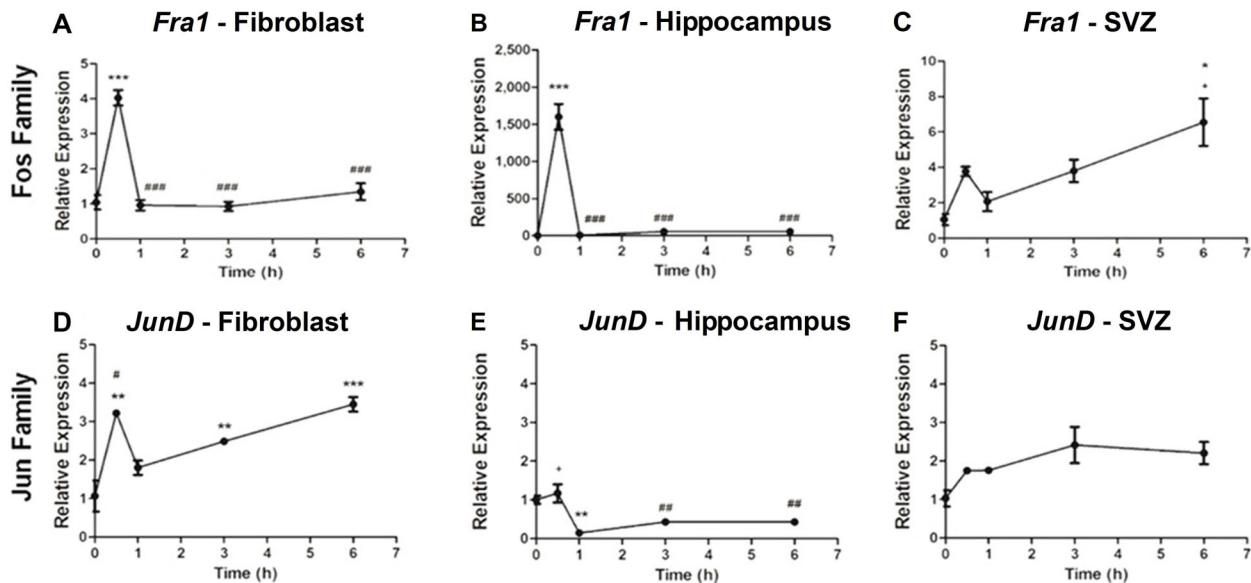 A Fra1 - Fibroblast
B Fra1 - Hippocampus
C Fra1 - SVZ
Fos Family
Relative Expression
5
4
3
2
1
0
***
###
###
###
0 1 2 3 4 5 6 7
Time (h)
Relative Expression
2,500
2,000
1,500
1,000
500
0
***
###
###
###
0 1 2 3 4 5 6 7
Time (h)
Relative Expression
10
8
6
4
2
0
*
+
0 1 2 3 4 5 6 7
Time (h)
D JunD - Fibroblast
E JunD - Hippocampus
F JunD - SVZ
Jun Family
Relative Expression
5
4
3
2
1
0
#
**
**
***
0 1 2 3 4 5 6 7
Time (h)
Relative Expression
5
4
3
2
1
0
+
**
##
##
0 1 2 3 4 5 6 7
Time (h)
Relative Expression
5
4
3
2
1
0
0 1 2 3 4 5 6 7
Time (h)